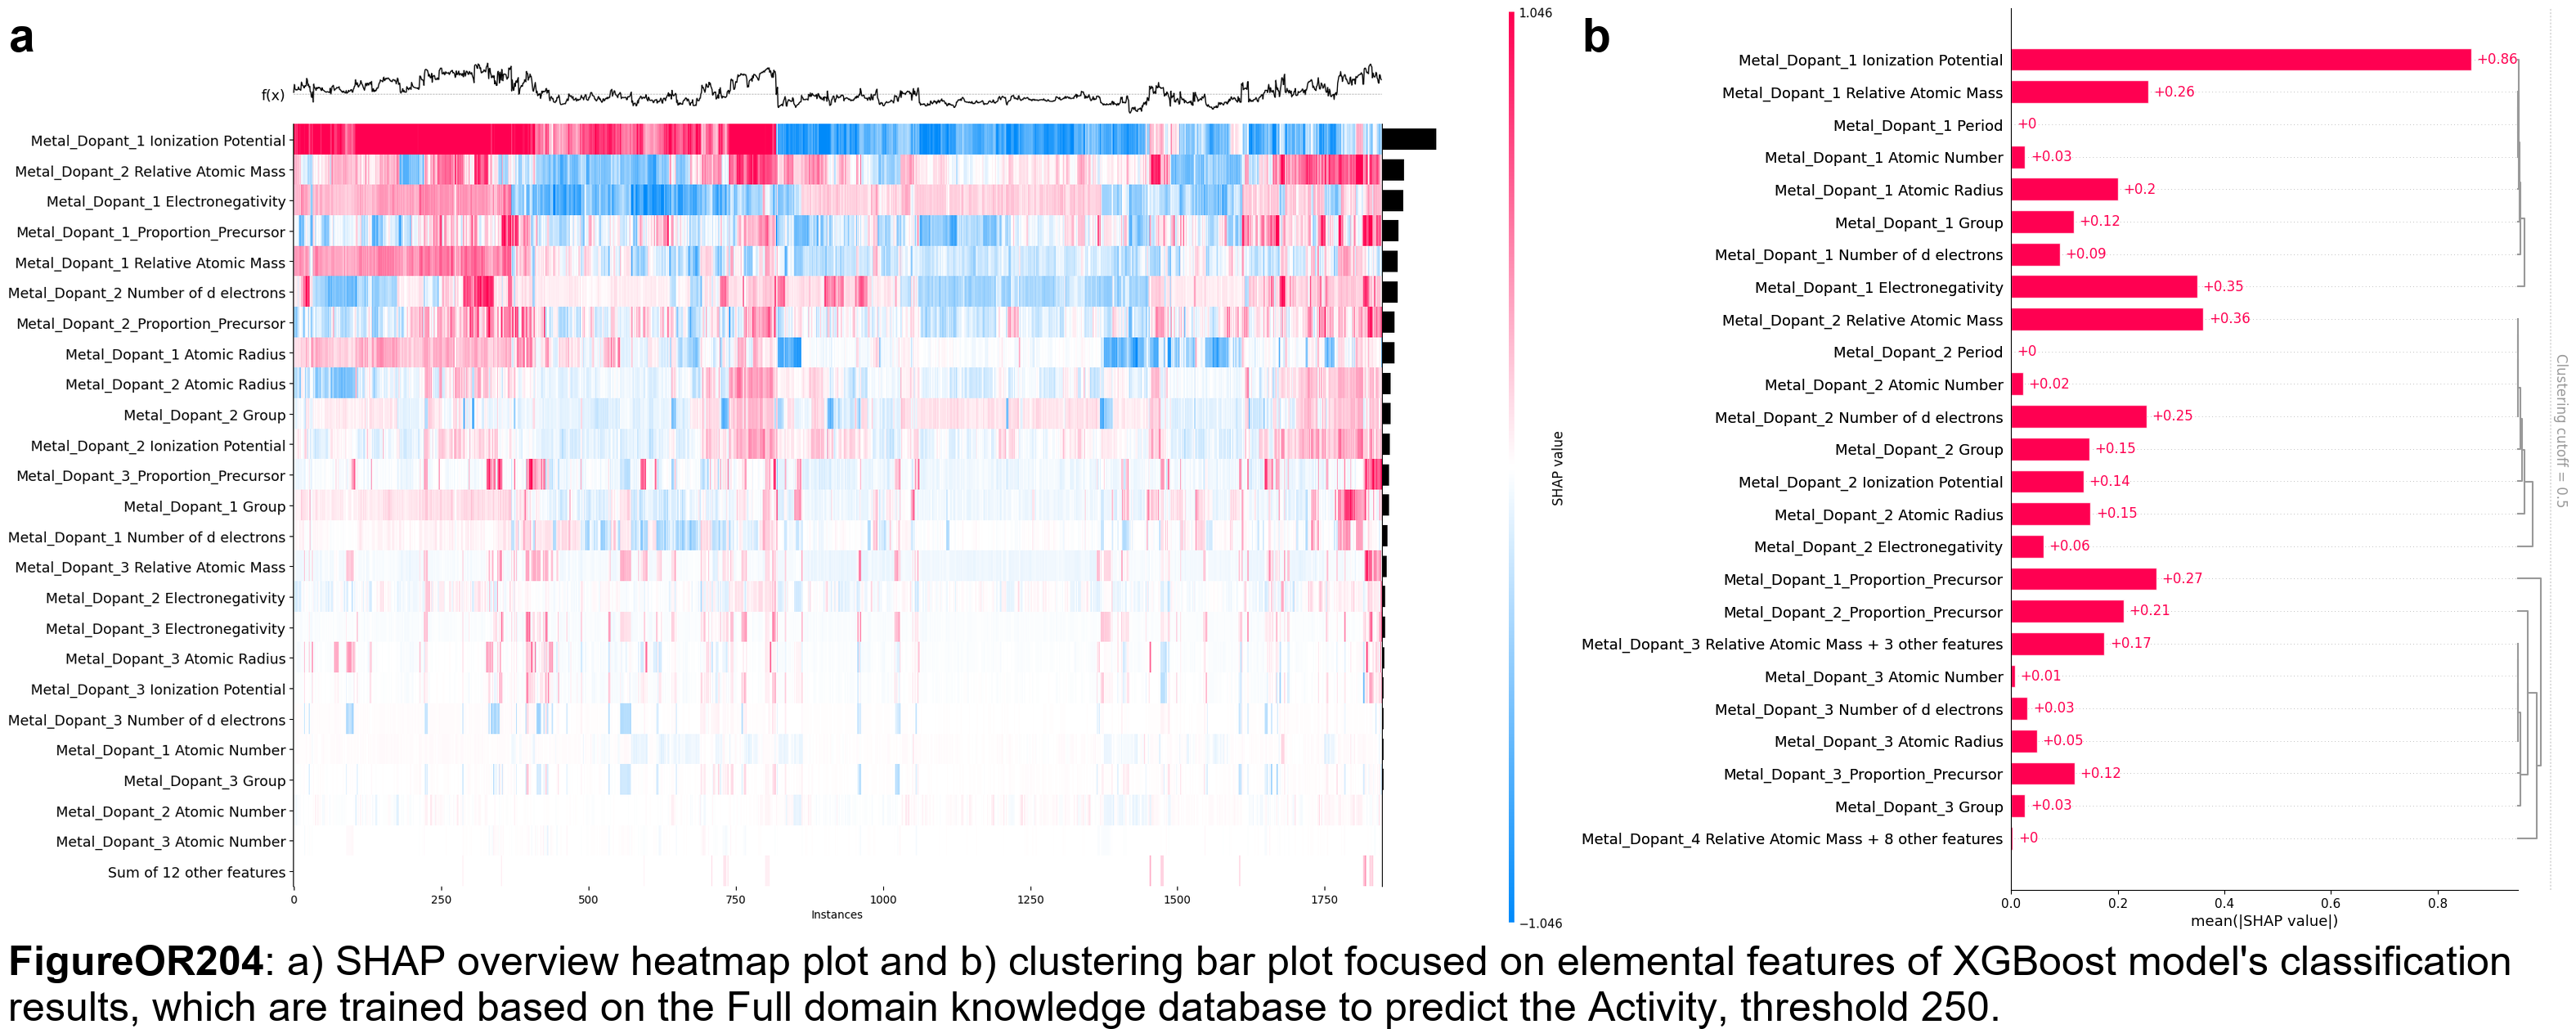 a
f(x)
Metal_Dopant_1 Ionization Potential
Metal_Dopant_2 Relative Atomic Mass
Metal_Dopant_1 Electronegativity
Metal_Dopant_1_Proportion_Precursor
Metal_Dopant_1 Relative Atomic Mass
Metal_Dopant_2 Number of d electrons
Metal_Dopant_2_Proportion_Precursor
Metal_Dopant_1 Atomic Radius
Metal_Dopant_2 Atomic Radius
Metal_Dopant_2 Group
Metal_Dopant_2 Ionization Potential
Metal_Dopant_3_Proportion_Precursor
Metal_Dopant_1 Group
Metal_Dopant_1 Number of d electrons
Metal_Dopant_3 Relative Atomic Mass
Metal_Dopant_2 Electronegativity
Metal_Dopant_3 Electronegativity
Metal_Dopant_3 Atomic Radius
Metal_Dopant_3 Ionization Potential
Metal_Dopant_3 Number of d electrons
Metal_Dopant_1 Atomic Number
Metal_Dopant_3 Group
Metal_Dopant_2 Atomic Number
Metal_Dopant_3 Atomic Number
Sum of 12 other features
0 250 500 750 1000 1250 1500 1750
Instances
1.046
SHAP value
−1.046
b
Metal_Dopant_1 Ionization Potential +0.86
Metal_Dopant_1 Relative Atomic Mass +0.26
Metal_Dopant_1 Period +0
Metal_Dopant_1 Atomic Number +0.03
Metal_Dopant_1 Atomic Radius +0.2
Metal_Dopant_1 Group +0.12
Metal_Dopant_1 Number of d electrons +0.09
Metal_Dopant_1 Electronegativity +0.35
Metal_Dopant_2 Relative Atomic Mass +0.36
Metal_Dopant_2 Period +0
Metal_Dopant_2 Atomic Number +0.02
Metal_Dopant_2 Number of d electrons +0.25
Metal_Dopant_2 Group +0.15
Metal_Dopant_2 Ionization Potential +0.14
Metal_Dopant_2 Atomic Radius +0.15
Metal_Dopant_2 Electronegativity +0.06
Metal_Dopant_1_Proportion_Precursor +0.27
Metal_Dopant_2_Proportion_Precursor +0.21
Metal_Dopant_3 Relative Atomic Mass + 3 other features +0.17
Metal_Dopant_3 Atomic Number +0.01
Metal_Dopant_3 Number of d electrons +0.03
Metal_Dopant_3 Atomic Radius +0.05
Metal_Dopant_3_Proportion_Precursor +0.12
Metal_Dopant_3 Group +0.03
Metal_Dopant_4 Relative Atomic Mass + 8 other features +0
0.0 0.2 0.4 0.6 0.8
mean(|SHAP value|)
Clustering cutoff = 0.5
FigureOR204: a) SHAP overview heatmap plot and b) clustering bar plot focused on elemental features of XGBoost model's classification
results, which are trained based on the Full domain knowledge database to predict the Activity, threshold 250.